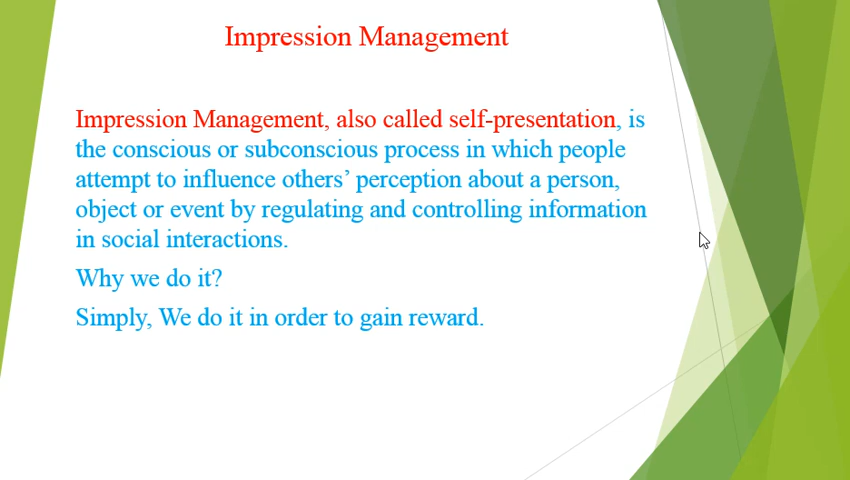 Impression Management
Impression Management, also called self-presentation, is
the conscious or subconscious process in which people
attempt to influence others’ perception about a person,
object or event by regulating and controlling information
in social interactions.
Why we do it?
Simply, We do it in order to gain reward.